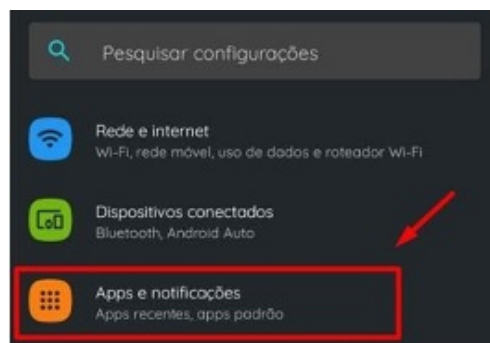 Pesquisar configurações
Rede e internet
Wi-Fi, rede móvel, uso de dados e roteador Wi-Fi
Dispositivos conectados
Bluetooth, Android Auto
Apps e notificações
Apps recentes, apps padrão